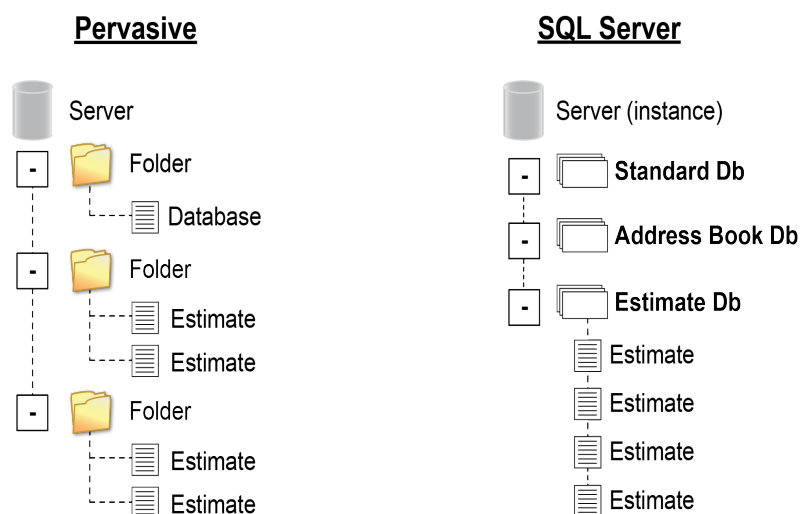 Pervasive
Server
Folder
Database
Folder
Estimate
Estimate
Folder
Estimate
Estimate
SQL Server
Server (instance)
Standard Db
Address Book Db
Estimate Db
Estimate
Estimate
Estimate
Estimate